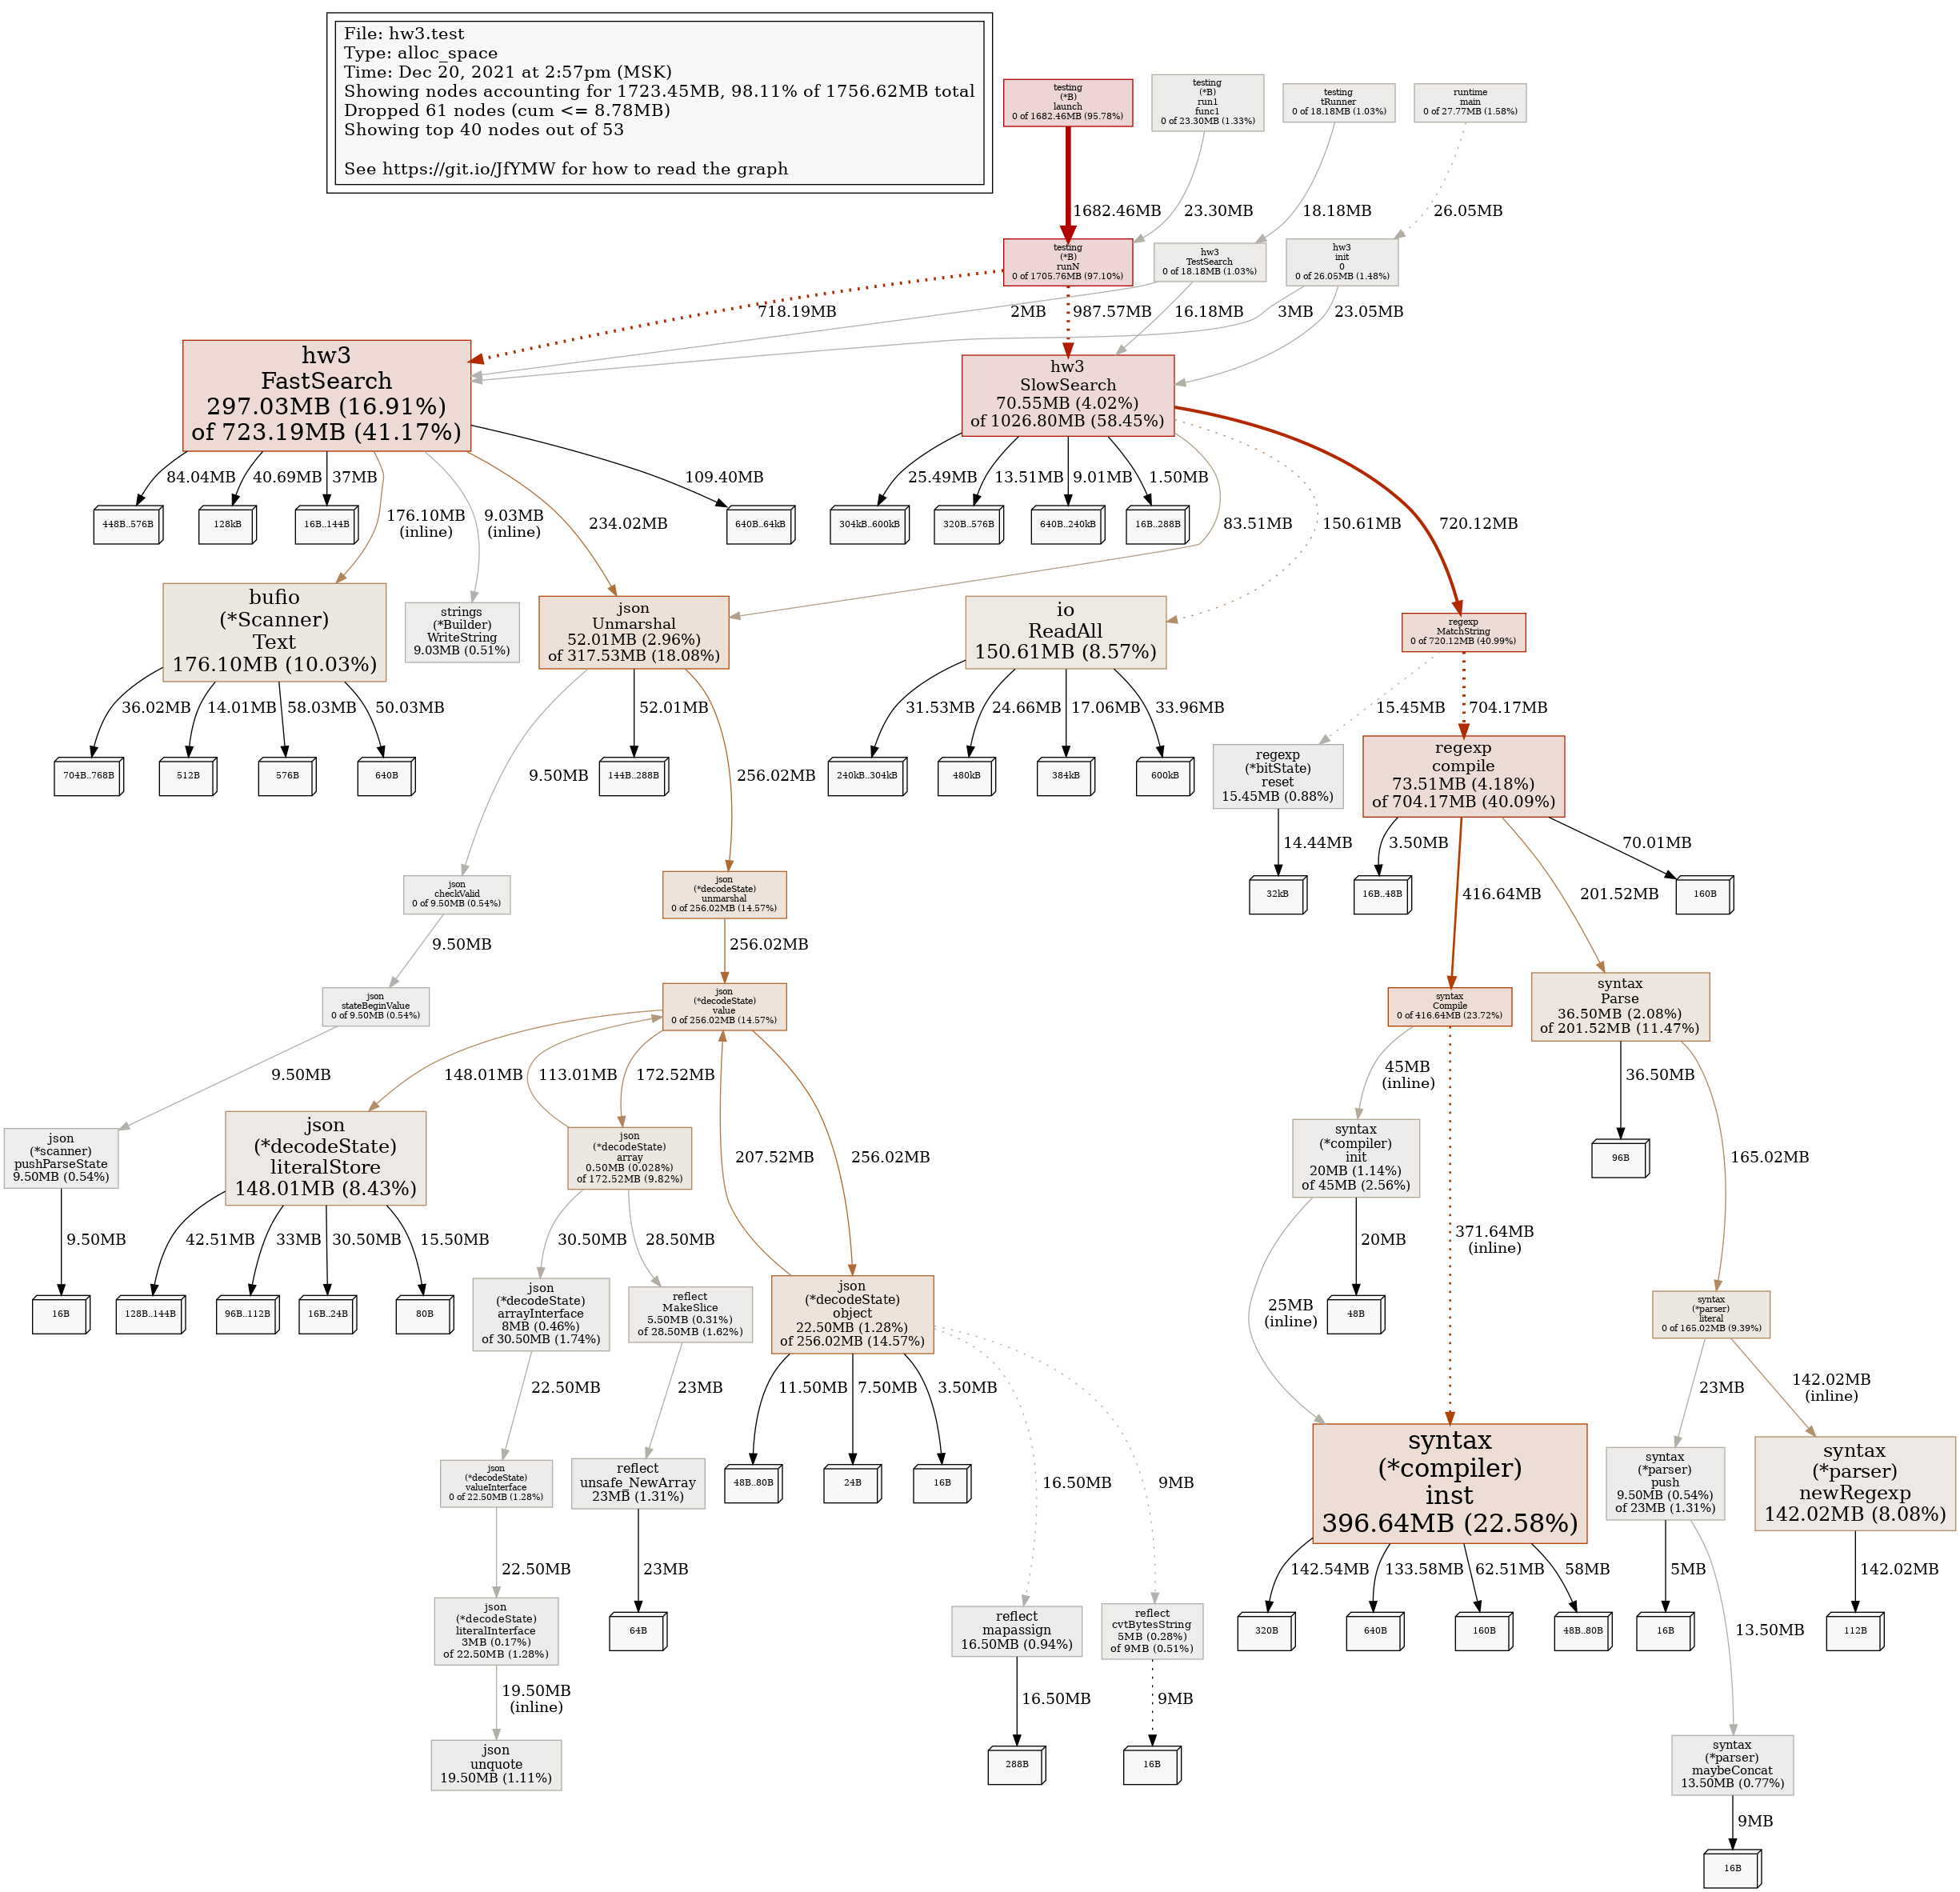 File: hw3.test
Type: alloc_space
Time: Dec 20, 2021 at 2:57pm (MSK)
Showing nodes accounting for 1723.45MB, 98.11% of 1756.62MB total
Dropped 61 nodes (cum <= 8.78MB)
Showing top 40 nodes out of 53
See https://git.io/JfYMW for how to read the graph
testing
(*B)
launch
0 of 1682.46MB (95.78%)
testing
(*B)
run1
func1
0 of 23.30MB (1.33%)
testing
tRunner
0 of 18.18MB (1.03%)
runtime
main
0 of 27.77MB (1.58%)
1682.46MB
23.30MB
18.18MB
26.05MB
testing
(*B)
runN
0 of 1705.76MB (97.10%)
hw3
TestSearch
0 of 18.18MB (1.03%)
hw3
init
0
0 of 26.05MB (1.48%)
718.19MB
2MB
987.57MB
16.18MB
3MB
23.05MB
hw3
FastSearch
297.03MB (16.91%)
of 723.19MB (41.17%)
hw3
SlowSearch
70.55MB (4.02%)
of 1026.80MB (58.45%)
84.04MB
40.69MB
37MB
176.10MB
(inline)
9.03MB
(inline)
234.02MB
109.40MB
25.49MB
13.51MB
9.01MB
1.50MB
83.51MB
150.61MB
720.12MB
448B..576B
128kB
16B..144B
640B..64kB
304kB..600kB
320B..576B
640B..240kB
16B..288B
bufio
(*Scanner)
Text
176.10MB (10.03%)
strings
(*Builder)
WriteString
9.03MB (0.51%)
json
Unmarshal
52.01MB (2.96%)
of 317.53MB (18.08%)
io
ReadAll
150.61MB (8.57%)
regexp
MatchString
0 of 720.12MB (40.99%)
36.02MB
14.01MB
58.03MB
50.03MB
9.50MB
52.01MB
256.02MB
31.53MB
24.66MB
17.06MB
33.96MB
15.45MB
704.17MB
704B..768B
512B
576B
640B
144B..288B
240kB..304kB
480kB
384kB
600kB
regexp
(*bitState)
reset
15.45MB (0.88%)
regexp
compile
73.51MB (4.18%)
of 704.17MB (40.09%)
14.44MB
3.50MB
416.64MB
201.52MB
70.01MB
json
checkValid
0 of 9.50MB (0.54%)
json
(*decodeState)
unmarshal
0 of 256.02MB (14.57%)
32kB
16B..48B
160B
9.50MB
256.02MB
json
stateBeginValue
0 of 9.50MB (0.54%)
json
(*decodeState)
value
0 of 256.02MB (14.57%)
syntax
Compile
0 of 416.64MB (23.72%)
syntax
Parse
36.50MB (2.08%)
of 201.52MB (11.47%)
9.50MB
148.01MB
113.01MB
172.52MB
207.52MB
256.02MB
45MB
(inline)
371.64MB
(inline)
36.50MB
165.02MB
json
(*scanner)
pushParseState
9.50MB (0.54%)
json
(*decodeState)
literalStore
148.01MB (8.43%)
json
(*decodeState)
array
0.50MB (0.028%)
of 172.52MB (9.82%)
syntax
(*compiler)
init
20MB (1.14%)
of 45MB (2.56%)
96B
9.50MB
42.51MB
33MB
30.50MB
15.50MB
30.50MB
28.50MB
25MB
(inline)
20MB
16B
128B..144B
96B..112B
16B..24B
80B
json
(*decodeState)
arrayInterface
8MB (0.46%)
of 30.50MB (1.74%)
reflect
MakeSlice
5.50MB (0.31%)
of 28.50MB (1.62%)
json
(*decodeState)
object
22.50MB (1.28%)
of 256.02MB (14.57%)
48B
syntax
(*parser)
literal
0 of 165.02MB (9.39%)
22.50MB
23MB
11.50MB
7.50MB
3.50MB
16.50MB
9MB
23MB
142.02MB
(inline)
json
(*decodeState)
valueInterface
0 of 22.50MB (1.28%)
reflect
unsafe_NewArray
23MB (1.31%)
48B..80B
24B
16B
syntax
(*compiler)
inst
396.64MB (22.58%)
syntax
(*parser)
push
9.50MB (0.54%)
of 23MB (1.31%)
syntax
(*parser)
newRegexp
142.02MB (8.08%)
22.50MB
23MB
142.54MB
133.58MB
62.51MB
58MB
5MB
13.50MB
142.02MB
json
(*decodeState)
literalInterface
3MB (0.17%)
of 22.50MB (1.28%)
64B
reflect
mapassign
16.50MB (0.94%)
reflect
cvtBytesString
5MB (0.28%)
of 9MB (0.51%)
320B
640B
160B
48B..80B
16B
112B
19.50MB
(inline)
16.50MB
9MB
json
unquote
19.50MB (1.11%)
288B
16B
syntax
(*parser)
maybeConcat
13.50MB (0.77%)
9MB
16B